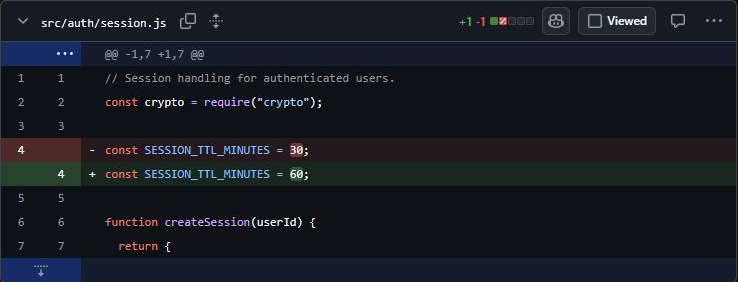 src/auth/session.js +1 -1 Viewed
@@ -1,7 +1,7 @@
1 1 // Session handling for authenticated users.
2 2 const crypto = require("crypto");
3 3
4 - const SESSION_TTL_MINUTES = 30;
4 + const SESSION_TTL_MINUTES = 60;
5 5
6 6 function createSession(userId) {
7 7 return {